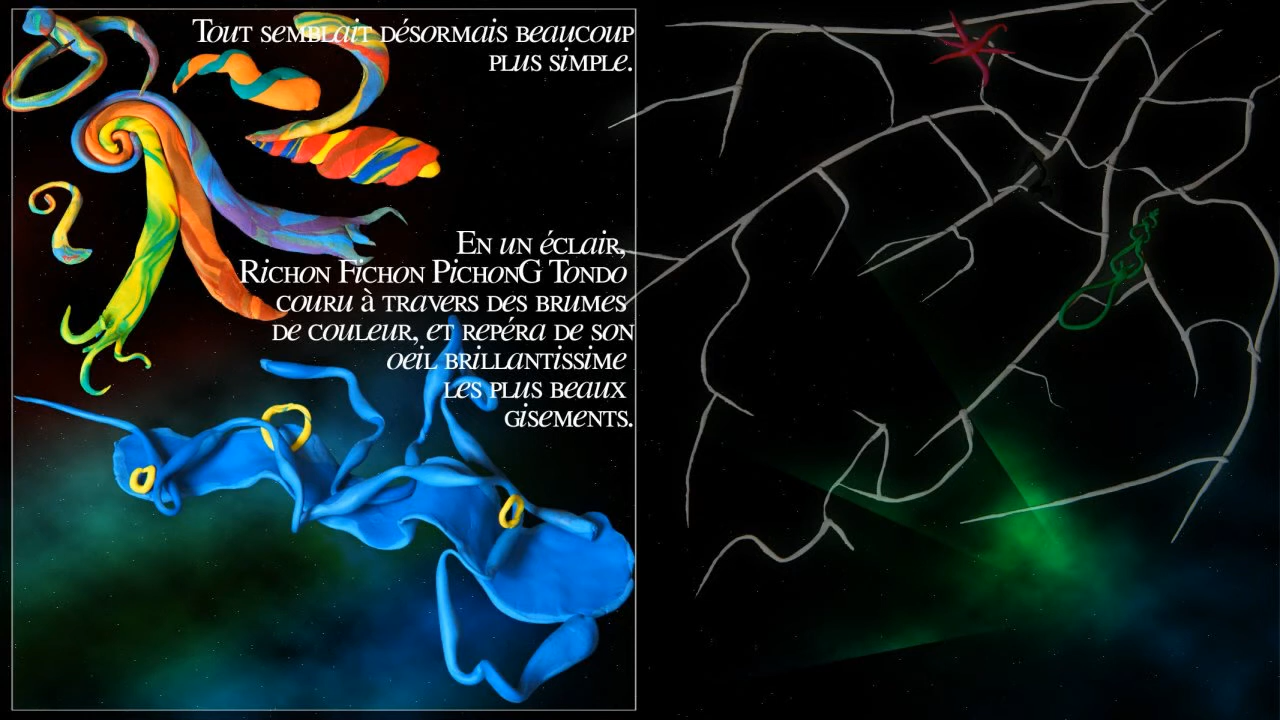 Tout semblait désormais beaucoup
plus simple.
En un éclair,
Richon Fichon PichonG Tondo
couru à travers des brumes
de couleur, et repéra de son
oeil brillantissime
les plus beaux
gisements.